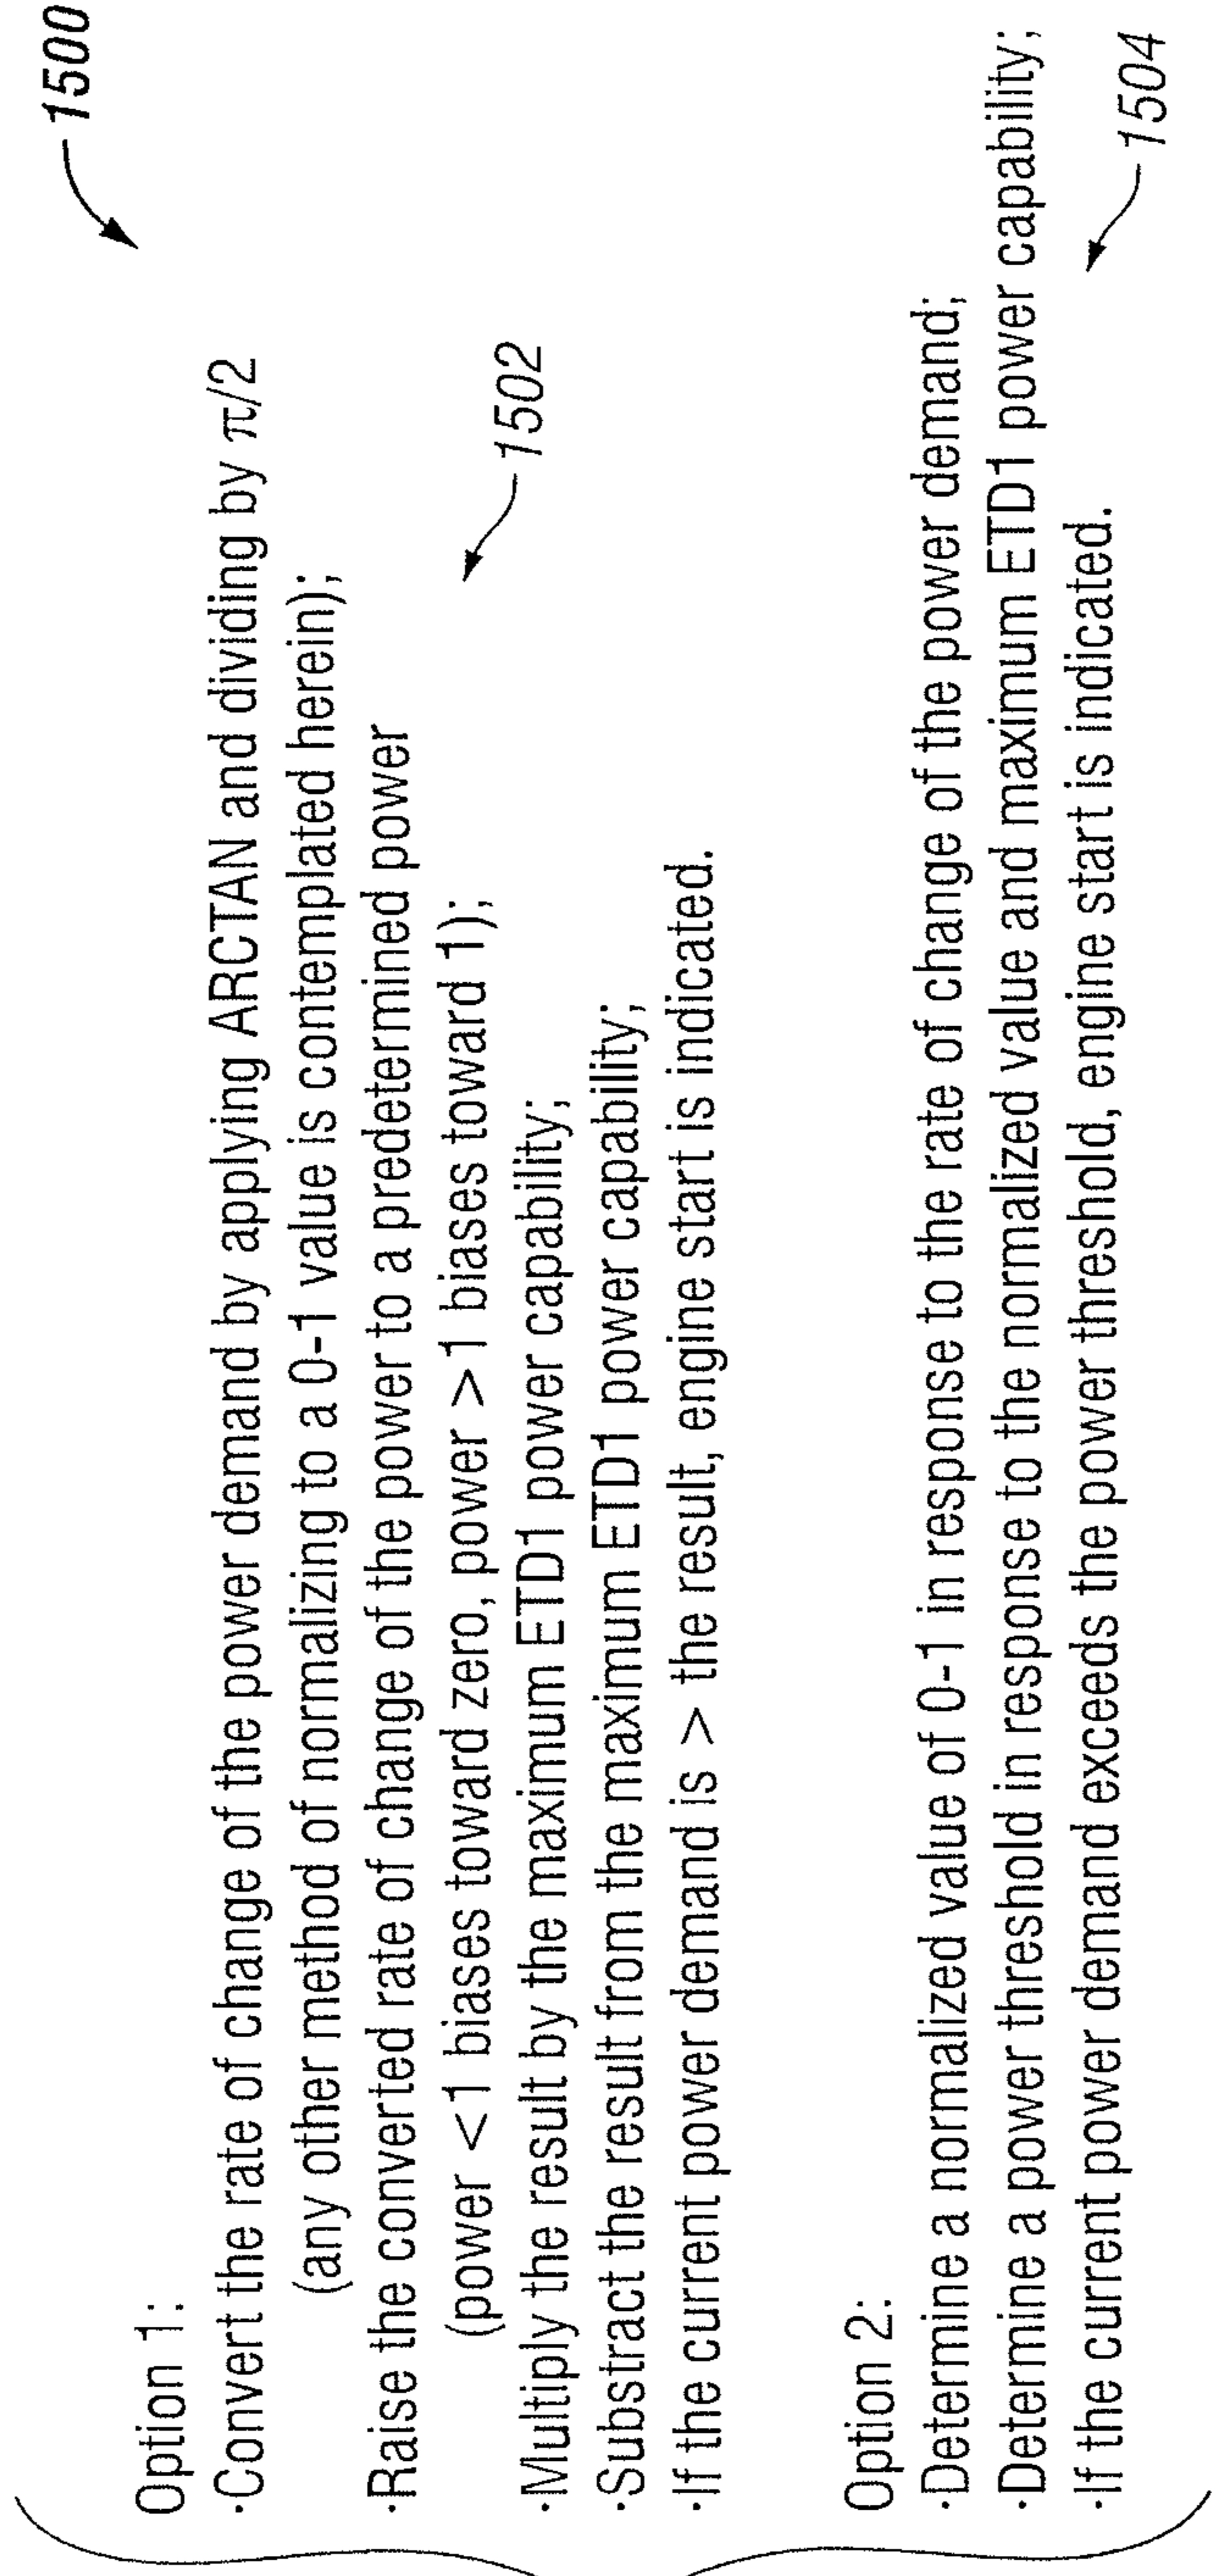 1500
Option 1:
·Convert the rate of change of the power demand by applying ARCTAN and dividing by π/2
(any other method of normalizing to a 0-1 value is contemplated herein);
·Raise the converted rate of change of the power to a predetermined power
(power <1 biases toward zero, power >1 biases toward 1);
1502
·Multiply the result by the maximum ETD1 power capability;
·Substract the result from the maximum ETD1 power capability;
·If the current power demand is > the result, engine start is indicated.
Option 2:
·Determine a normalized value of 0-1 in response to the rate of change of the power demand;
·Determine a power threshold in response to the normalized value and maximum ETD1 power capability;
·If the current power demand exceeds the power threshold, engine start is indicated.
1504